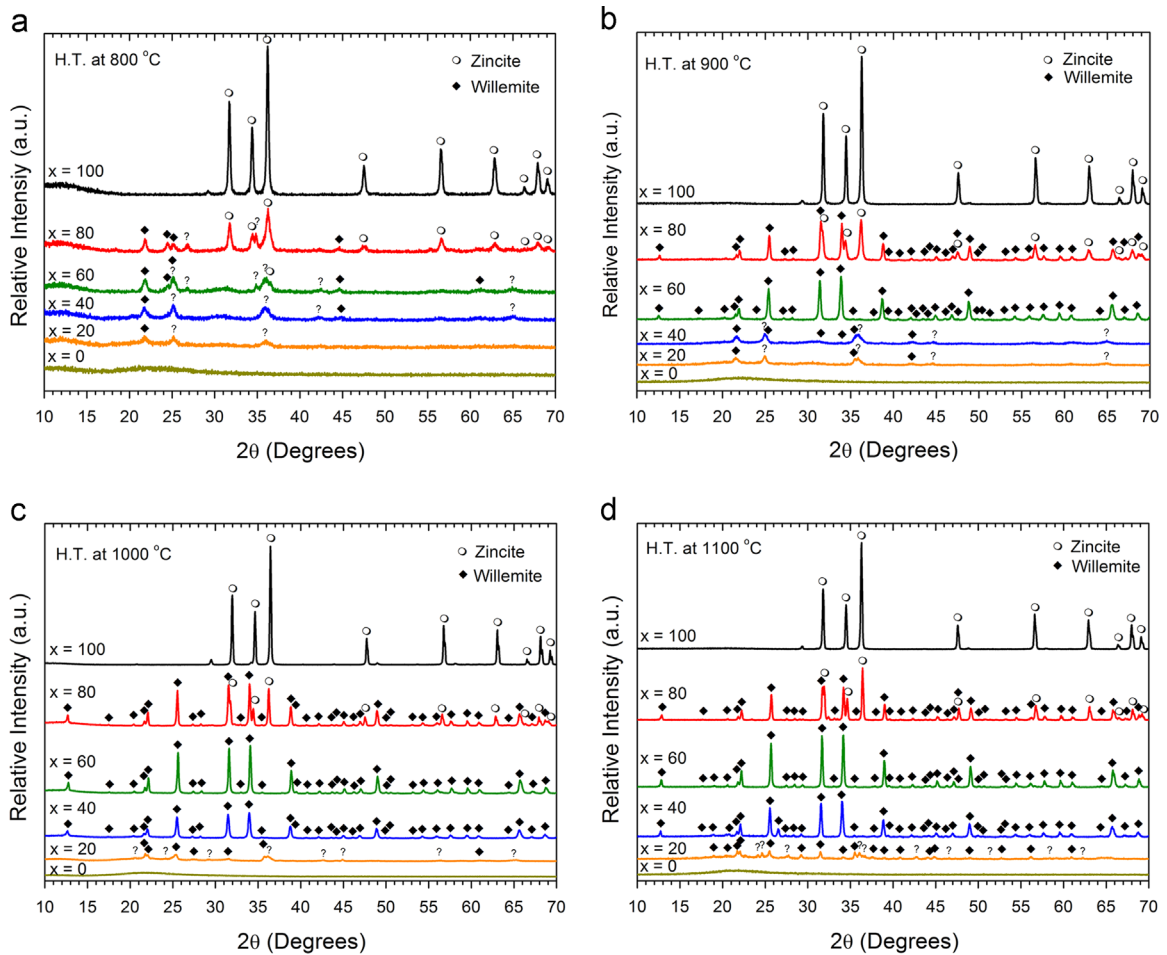 a
H.T. at 800 °C
Zincite
Willemite
x = 100
x = 80
x = 60
x = 40
x = 20
x = 0
? ? ? ? ? ? ? ? ? ? ? ? ? ?
Relative Intensiy (a.u.)
10 15 20 25 30 35 40 45 50 55 60 65 70
2θ (Degrees)
b
H.T. at 900 °C
Zincite
Willemite
x = 100
x = 80
x = 60
x = 40
x = 20
x = 0
? ? ? ? ? ? ? ?
Relative Intensity (a.u.)
10 15 20 25 30 35 40 45 50 55 60 65 70
2θ (Degrees)
c
H.T. at 1000 °C
Zincite
Willemite
x = 100
x = 80
x = 60
x = 40
x = 20
x = 0
? ? ? ? ? ? ? ?
Relative Intensity (a.u.)
10 15 20 25 30 35 40 45 50 55 60 65 70
2θ (Degrees)
d
H.T. at 1100 °C
Zincite
Willemite
x = 100
x = 80
x = 60
x = 40
x = 20
x = 0
? ? ? ? ? ? ? ? ? ?
Relative Intensity (a.u.)
10 15 20 25 30 35 40 45 50 55 60 65 70
2θ (Degrees)